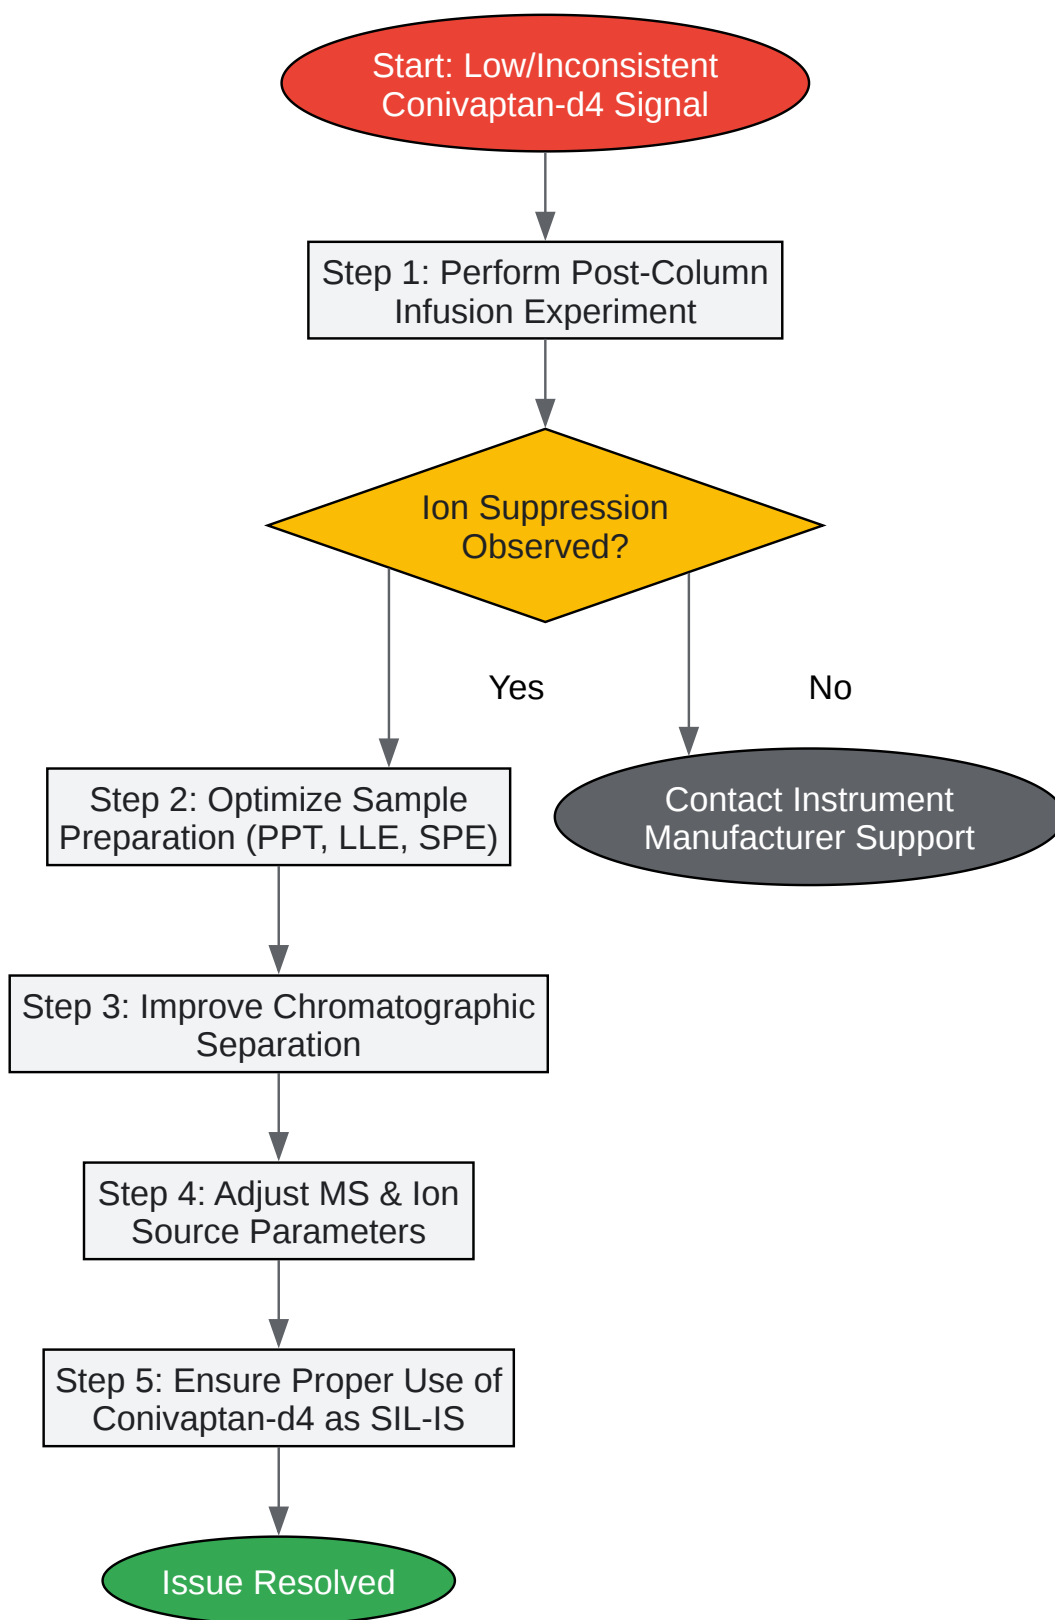 Start: Low/Inconsistent
Conivaptan-d4 Signal
Step 1: Perform Post-Column
Infusion Experiment
Ion Suppression
Observed?
Yes
No
Step 2: Optimize Sample
Preparation (PPT, LLE, SPE)
Contact Instrument
Manufacturer Support
Step 3: Improve Chromatographic
Separation
Step 4: Adjust MS & Ion
Source Parameters
Step 5: Ensure Proper Use of
Conivaptan-d4 as SIL-IS
Issue Resolved